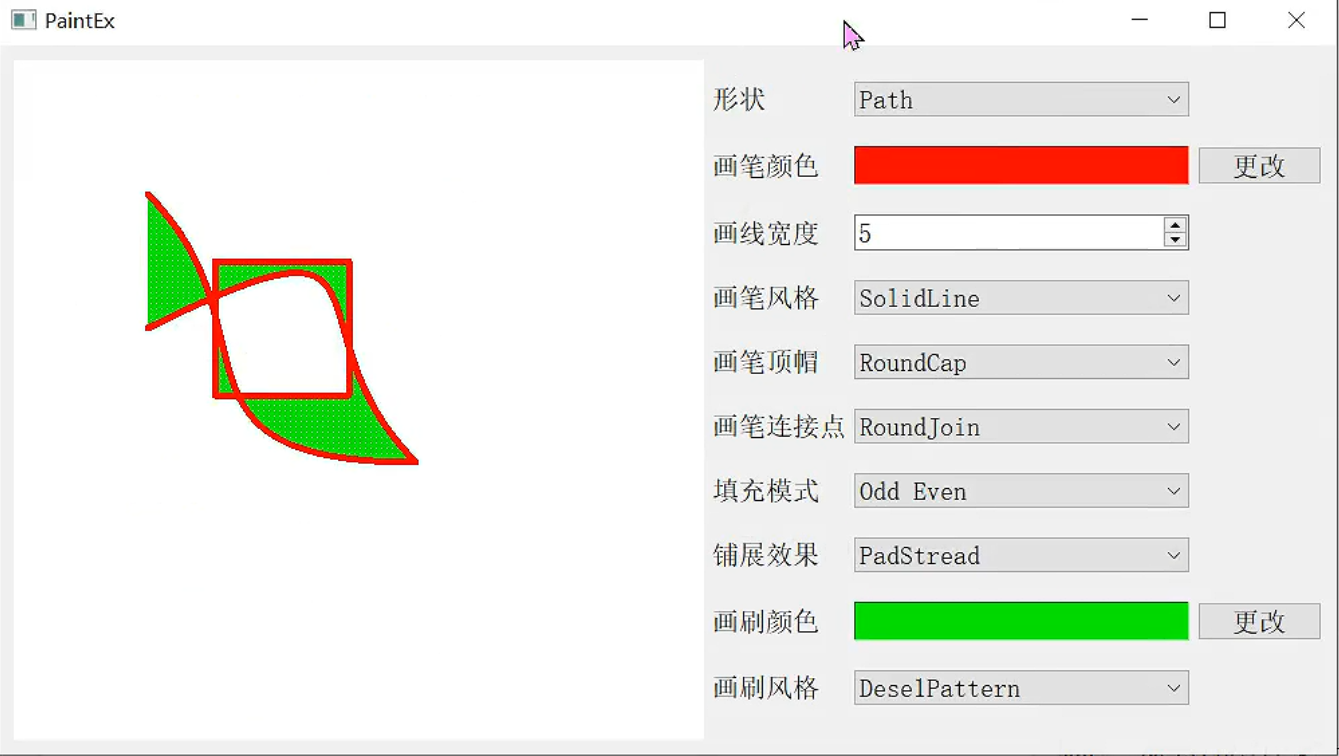 PaintEx
形状 Path
画笔颜色 更改
画线宽度 5
画笔风格 SolidLine
画笔顶帽 RoundCap
画笔连接点 RoundJoin
填充模式 Odd Even
铺展效果 PadStread
画刷颜色 更改
画刷风格 DeselPattern